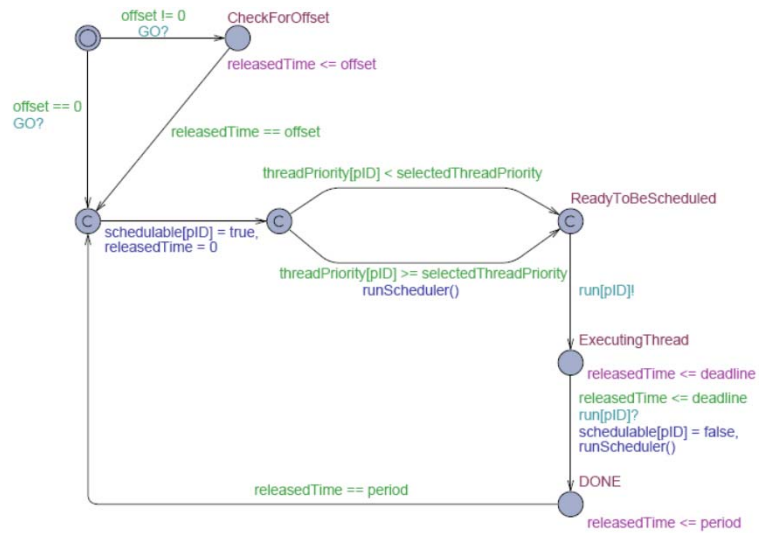 offset != 0
GO?
CheckForOffset
releasedTime <= offset
offset == 0
GO?
releasedTime == offset
threadPriority[pID] < selectedThreadPriority
ReadyToBeScheduled
C
C
C
schedulable[pID] = true,
releasedTime = 0
threadPriority[pID] >= selectedThreadPriority
runScheduler()
run[pID]!
ExecutingThread
releasedTime <= deadline
releasedTime <= deadline
run[pID]?
schedulable[pID] = false,
runScheduler()
DONE
releasedTime == period
releasedTime <= period